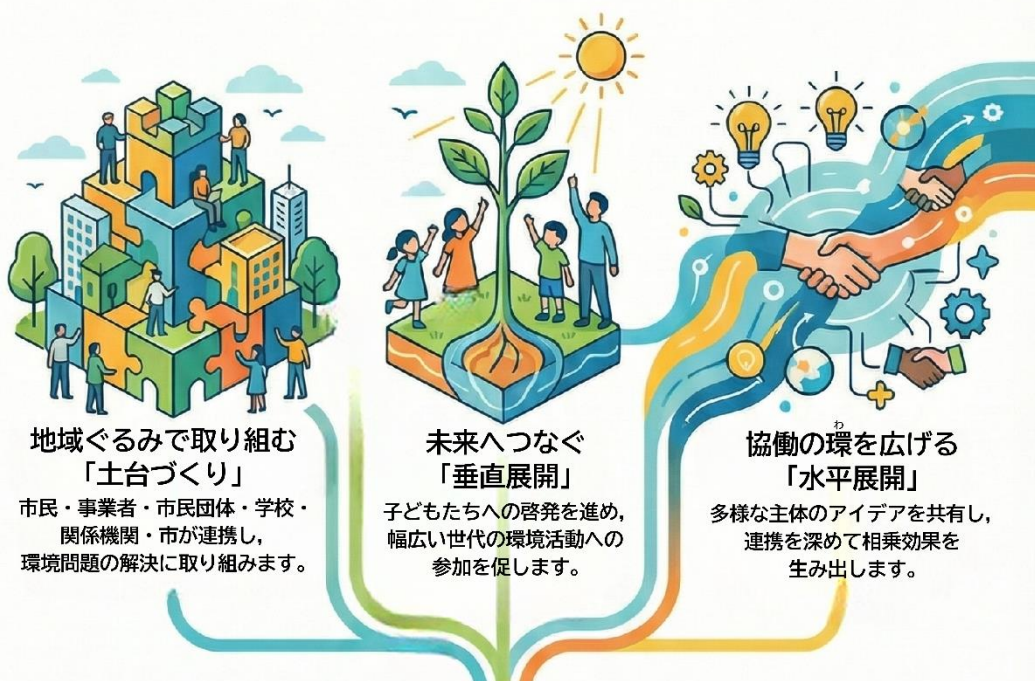 地域ぐるみで取り組む
「土台づくり」
市民・事業者・市民団体・学校・
関係機関・市が連携し，
環境問題の解決に取り組みます。
未来へつなぐ
「垂直展開」
子どもたちへの啓発を進め，
幅広い世代の環境活動への
参加を促します。
わ
協働の環を広げる
「水平展開」
多様な主体のアイデアを共有し，
連携を深めて相乗効果を
生み出します。